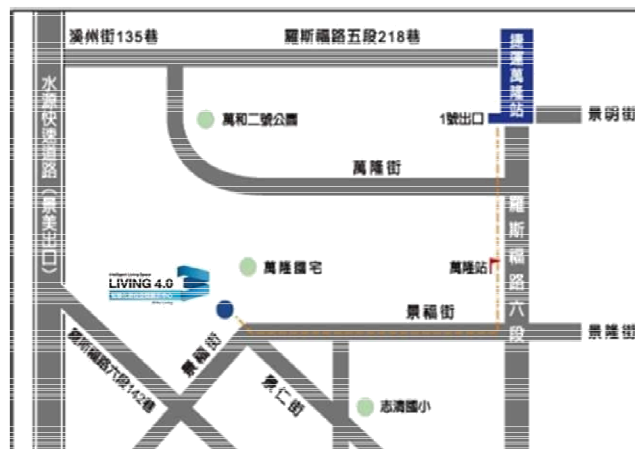 溪州街135巷
羅斯福路五段218巷
捷運萬隆站
水源快速道路（景美出口）
萬和二號公園
1號出口
景明街
萬隆街
羅斯福路六段
萬隆國宅
萬隆站
LIVING 4.0
景福街
景隆街
羅斯福路六段142巷
景福街
景仁街
志清國小